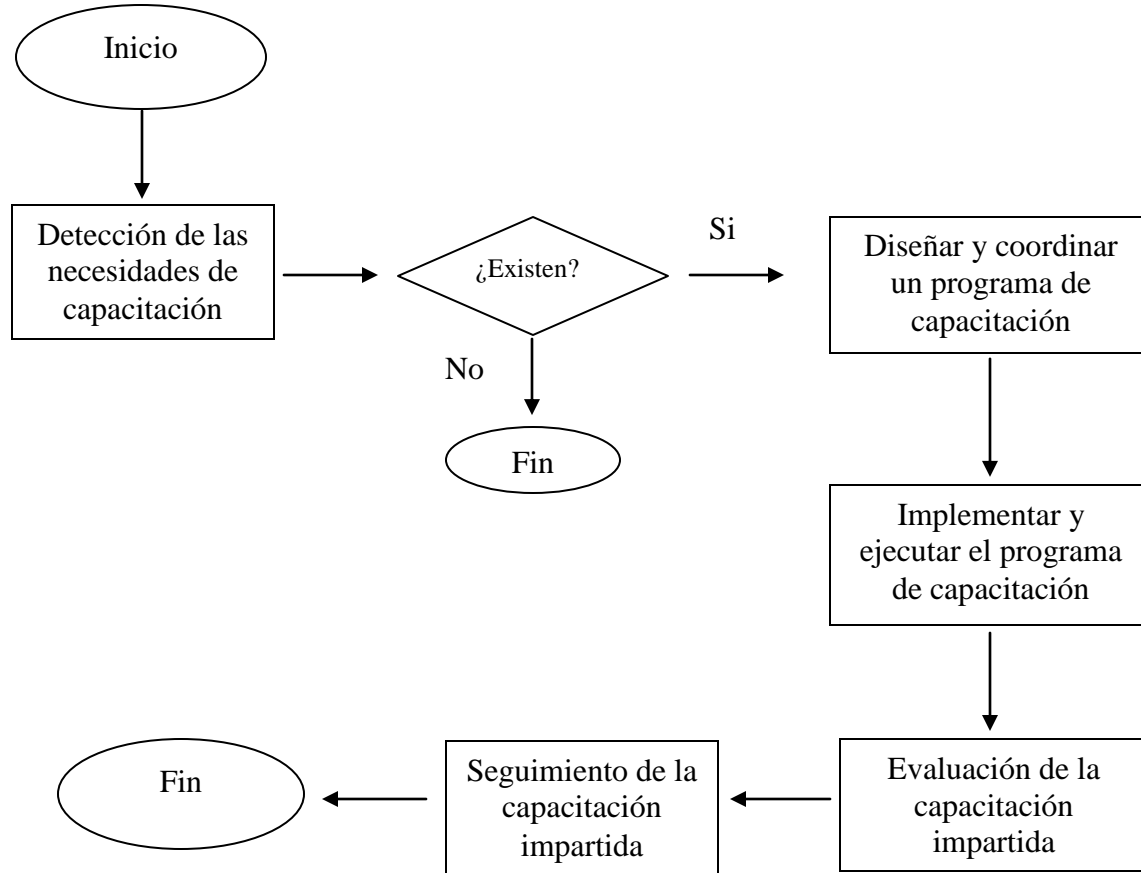 Inicio
Detección de las
necesidades de
capacitación
¿Existen?
Si
No
Fin
Diseñar y coordinar
un programa de
capacitación
Implementar y
ejecutar el programa
de capacitación
Evaluación de la
capacitación
impartida
Seguimiento de la
capacitación
impartida
Fin